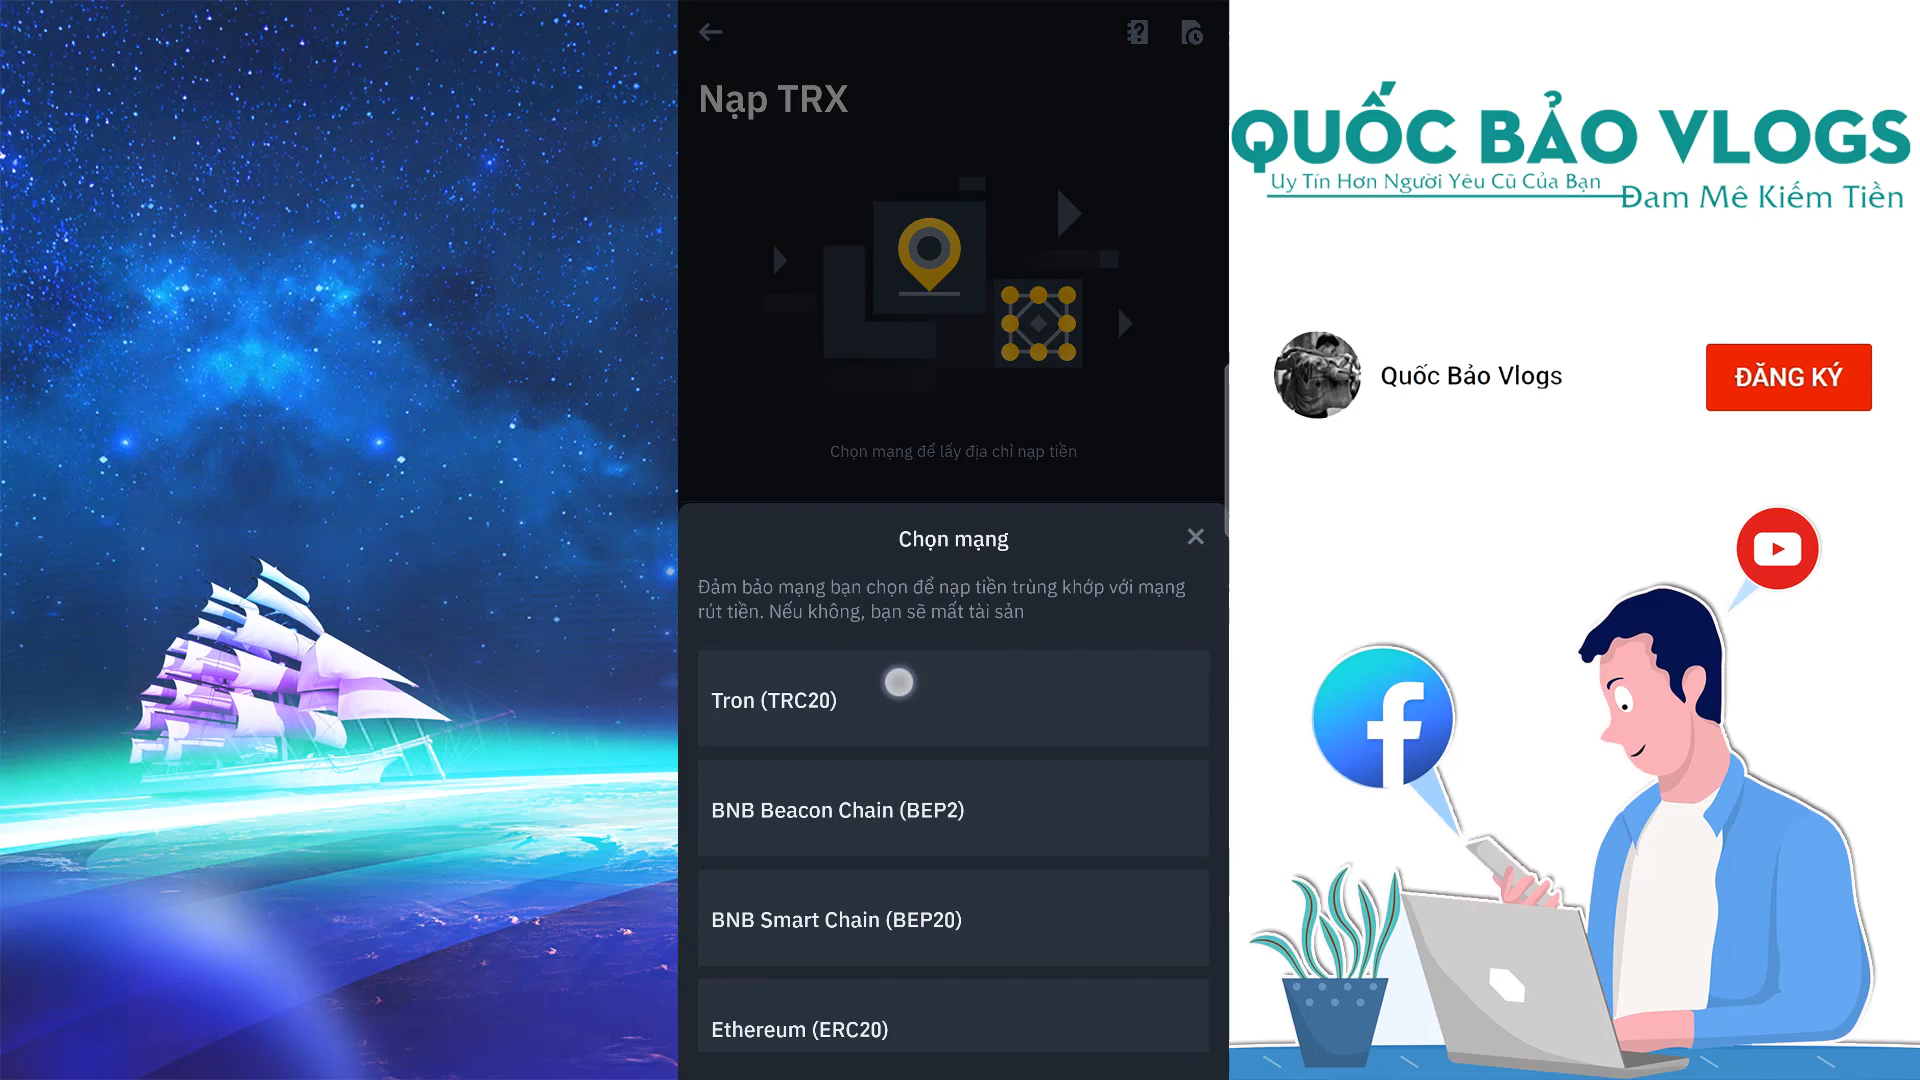 Nạp TRX
Chọn mạng để lấy địa chỉ nạp tiền
Chọn mạng
Đảm bảo mạng bạn chọn để nạp tiền trùng khớp với mạng
rút tiền. Nếu không, bạn sẽ mất tài sản
Tron (TRC20)
BNB Beacon Chain (BEP2)
BNB Smart Chain (BEP20)
Ethereum (ERC20)
QUỐC BẢO VLOGS
Uy Tín Hơn Người Yêu Cũ Của Bạn
Đam Mê Kiếm Tiền
Quốc Bảo Vlogs
ĐĂNG KÝ